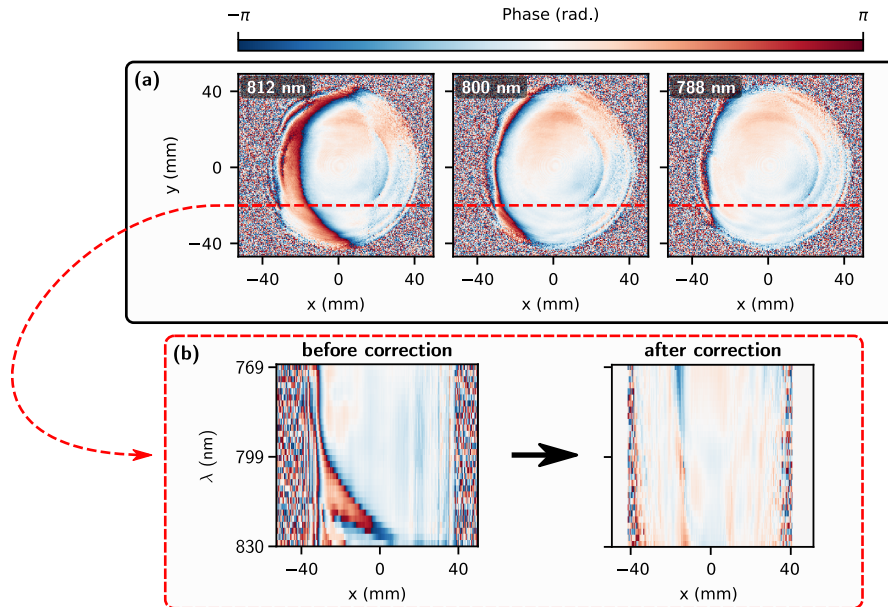 Phase (rad.)
−π π
(a)
812 nm 800 nm 788 nm
40
0
−40
y (mm)
−40 0 40 −40 0 40 −40 0 40
x (mm) x (mm) x (mm)
(b)
before correction after correction
769
799
830
λ (nm)
−40 0 40 −40 0 40
x (mm) x (mm)